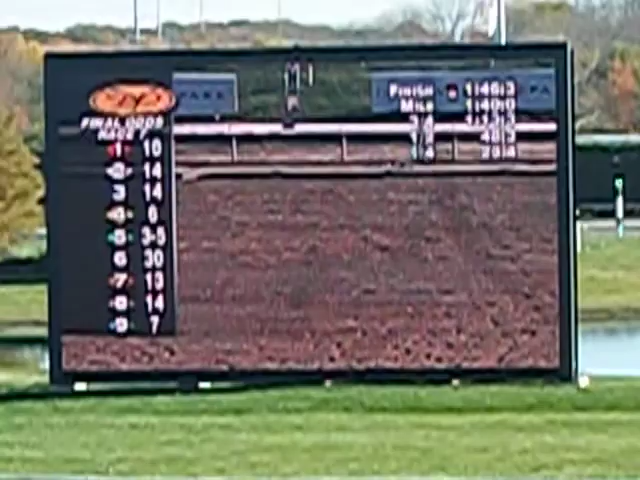 FINAL ODDS
RACE 7
1 10
2 14
3 14
4 6
5 3-5
6 30
7 13
8 14
9 7
Finish 1:46:3
Mile 1:40:0
3/4
1/4
PARK
PA